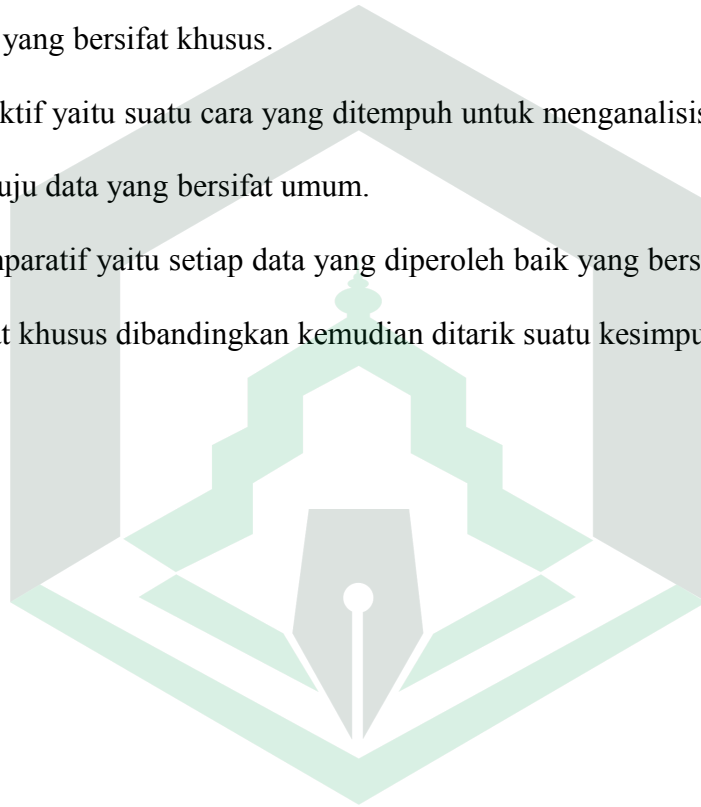 yang bersifat khusus.
ktif yaitu suatu cara yang ditempuh untuk menganalisis
uju data yang bersifat umum.
nparatif yaitu setiap data yang diperoleh baik yang bers
t khusus dibandingkan kemudian ditarik suatu kesimpu